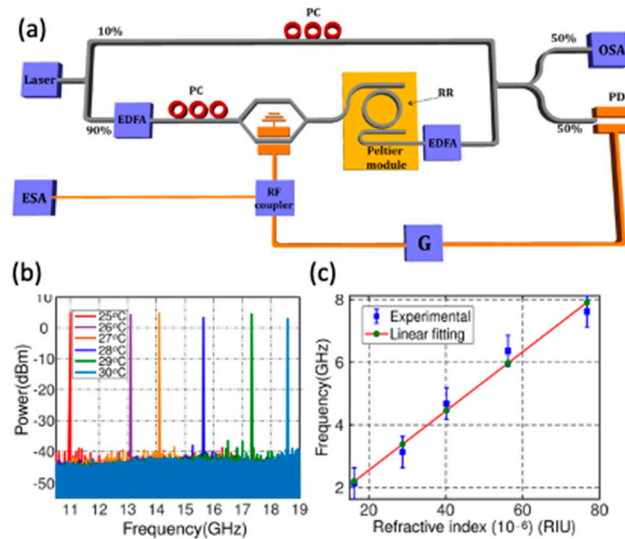 (a)
PC
10%
50%
OSA
Laser
PC
RR
PD
EDFA
90%
50%
Peltier
module
EDFA
ESA
RF
coupler
G
(b)
(c)
10
0
-10
-20
-30
-40
-50
Power(dBm)
25°C
26°C
27°C
28°C
29°C
30°C
11 12 13 14 15 16 17 18 19
Frequency(GHz)
8
6
4
2
Frequency(GHz)
Experimental
Linear fitting
20 40 60 80
Refractive index (10⁻⁶) (RIU)